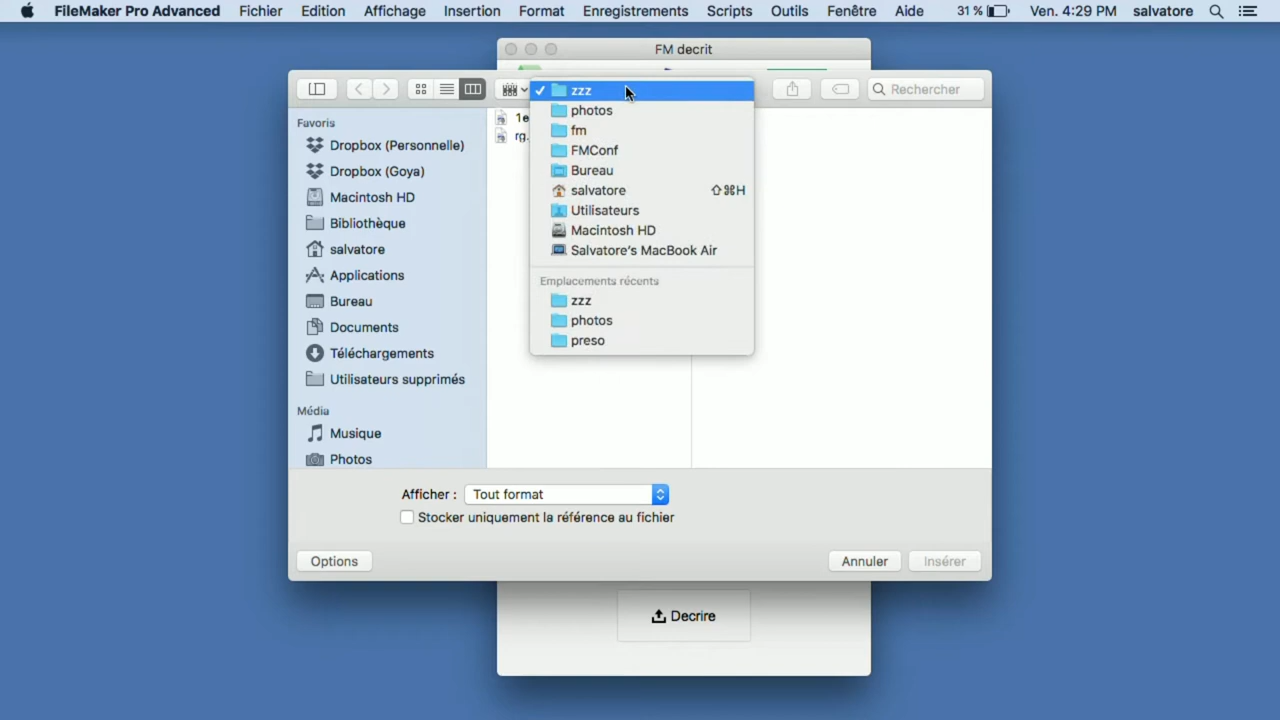 FileMaker Pro Advanced Fichier Edition Affichage Insertion Format Enregistrements Scripts Outils Fenêtre Aide 31 % Ven. 4:29 PM salvatore
FM decrit
Rechercher
Favoris
Dropbox (Personnelle)
Dropbox (Goya)
Macintosh HD
Bibliothèque
salvatore
Applications
Bureau
Documents
Téléchargements
Utilisateurs supprimés
Média
Musique
Photos
1e
rg.
✓ zzz
photos
fm
FMConf
Bureau
salvatore ⇧⌘H
Utilisateurs
Macintosh HD
Salvatore's MacBook Air
Emplacements récents
zzz
photos
preso
Afficher : Tout format
Stocker uniquement la référence au fichier
Options Annuler Insérer
Decrire